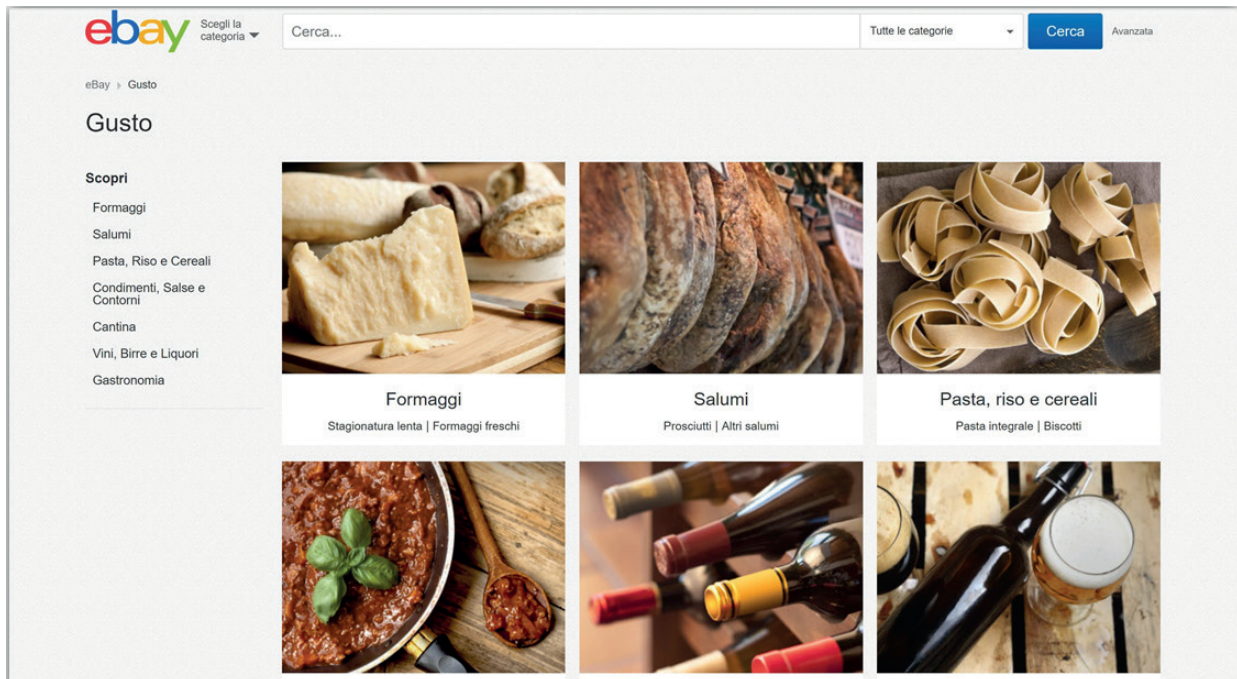 ebay
Scegli la
categoria
Cerca...
Tutte le categorie
Cerca
Avanzata
eBay
Gusto
Gusto
Scopri
Formaggi
Salumi
Pasta, Riso e Cereali
Condimenti, Salse e
Contorni
Cantina
Vini, Birre e Liquori
Gastronomia
Formaggi
Stagionatura lenta | Formaggi freschi
Salumi
Prosciutti | Altri salumi
Pasta, riso e cereali
Pasta integrale | Biscotti